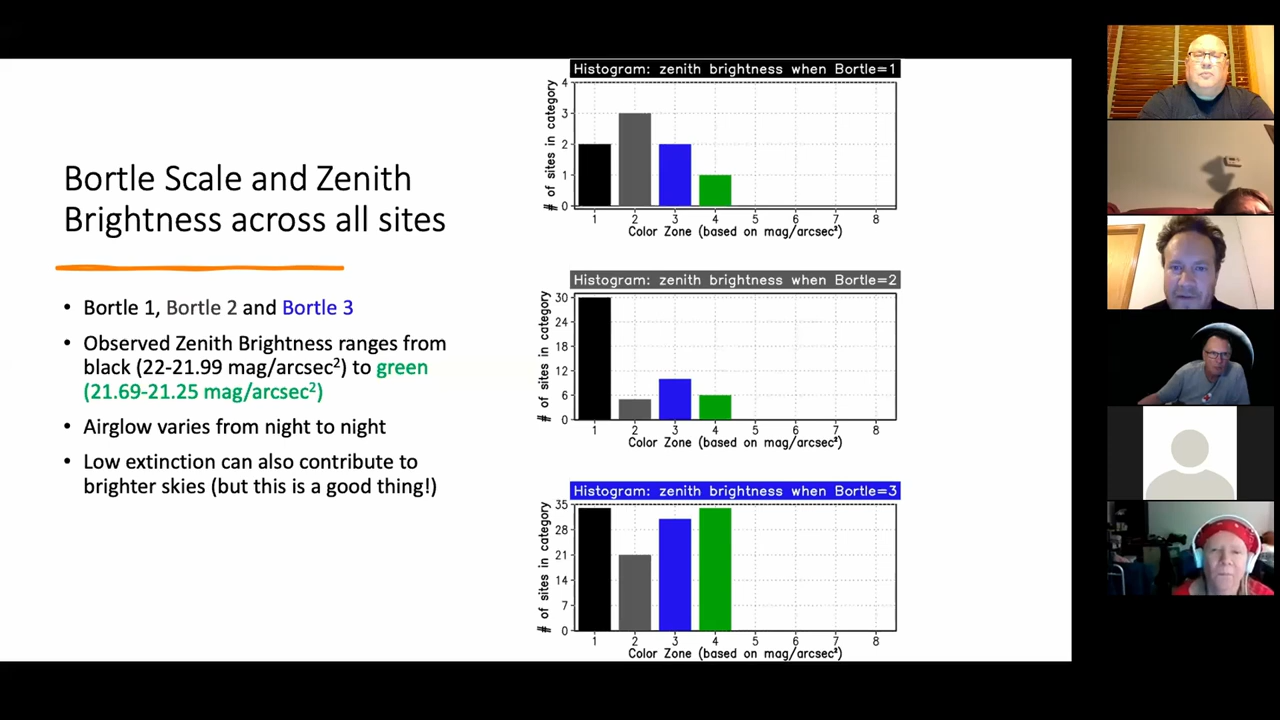 Bortle Scale and Zenith
Brightness across all sites
• Bortle 1, Bortle 2 and Bortle 3
• Observed Zenith Brightness ranges from
black (22-21.99 mag/arcsec²) to green
(21.69-21.25 mag/arcsec²)
• Airglow varies from night to night
• Low extinction can also contribute to
brighter skies (but this is a good thing!)
Histogram: zenith brightness when Bortle=1
# of sites in category
4
3
2
1
0
1 2 3 4 5 6 7 8
Color Zone (based on mag/arcsec²)
Histogram: zenith brightness when Bortle=2
# of sites in category
30
24
18
12
6
0
1 2 3 4 5 6 7 8
Color Zone (based on mag/arcsec²)
Histogram: zenith brightness when Bortle=3
# of sites in category
35
28
21
14
7
0
1 2 3 4 5 6 7 8
Color Zone (based on mag/arcsec²)